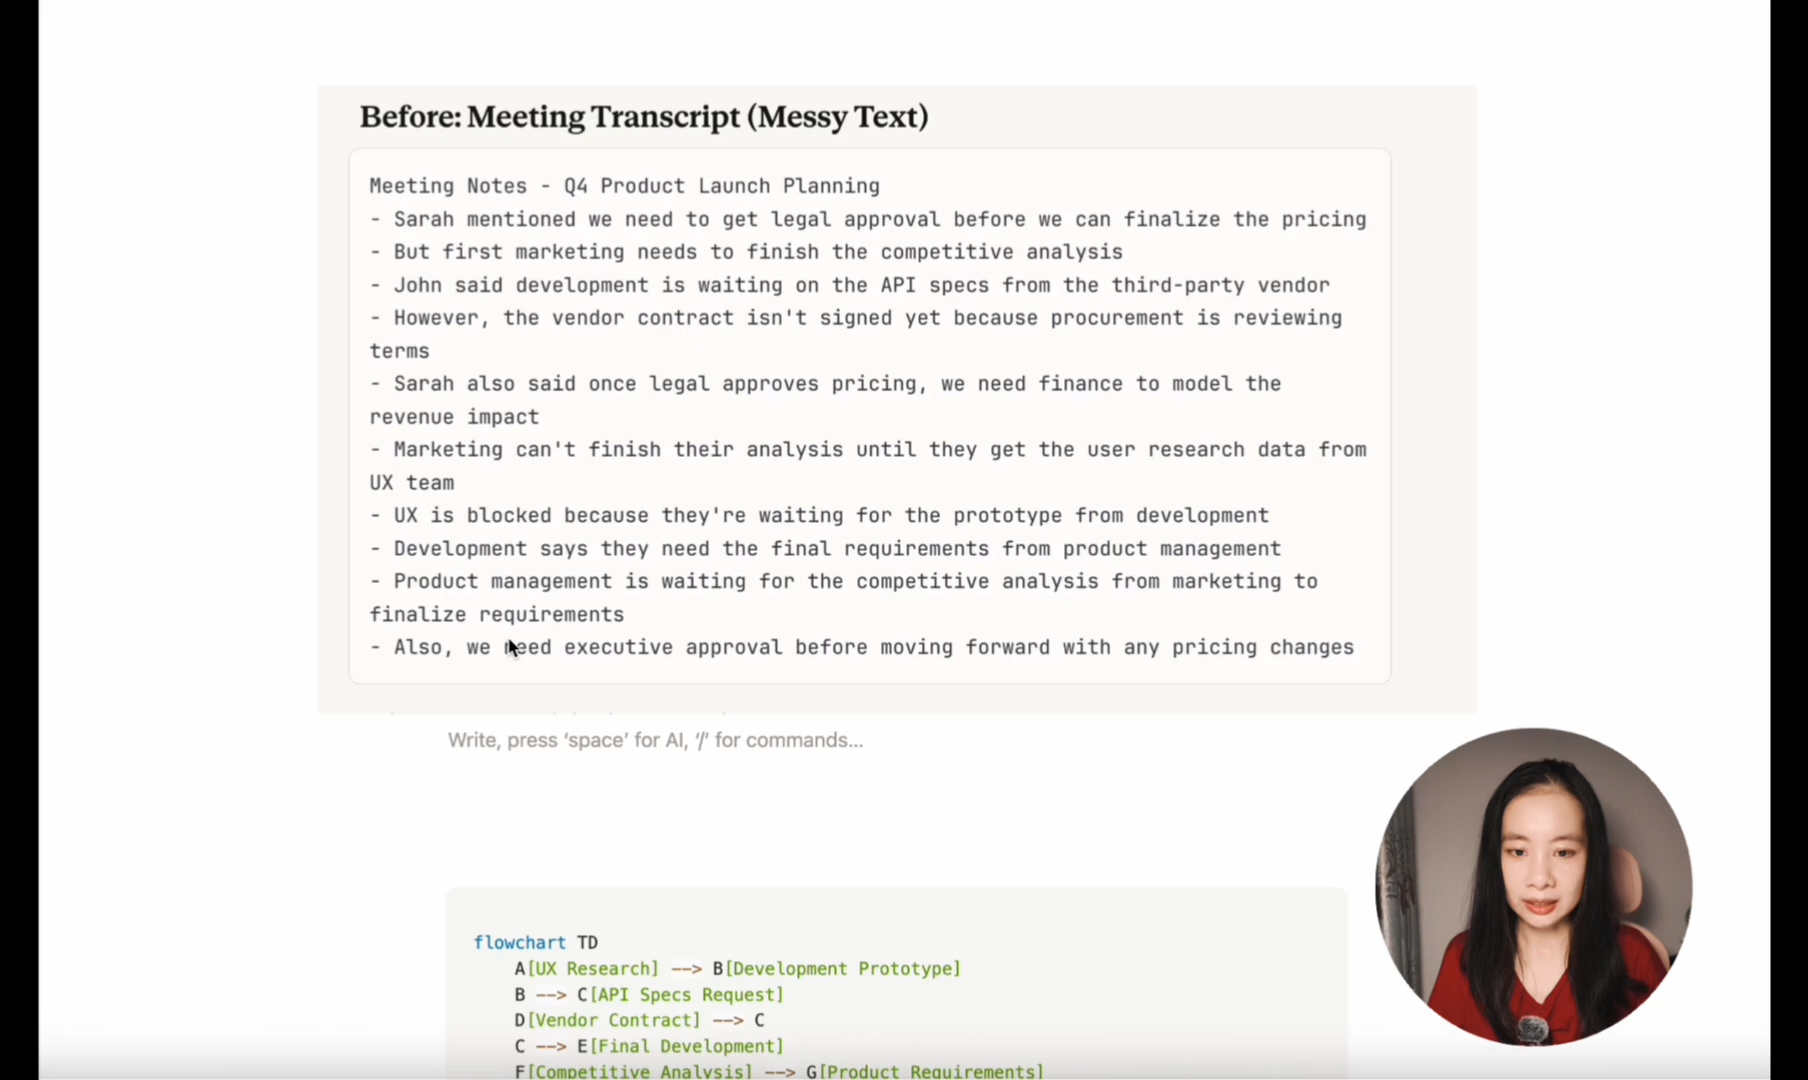 Before: Meeting Transcript (Messy Text)
Meeting Notes - Q4 Product Launch Planning
- Sarah mentioned we need to get legal approval before we can finalize the pricing
- But first marketing needs to finish the competitive analysis
- John said development is waiting on the API specs from the third-party vendor
- However, the vendor contract isn't signed yet because procurement is reviewing
terms
- Sarah also said once legal approves pricing, we need finance to model the
revenue impact
- Marketing can't finish their analysis until they get the user research data from
UX team
- UX is blocked because they're waiting for the prototype from development
- Development says they need the final requirements from product management
- Product management is waiting for the competitive analysis from marketing to
finalize requirements
- Also, we need executive approval before moving forward with any pricing changes
Write, press ‘space’ for AI, ‘/’ for commands...
flowchart TD
A[UX Research] --> B[Development Prototype]
B --> C[API Specs Request]
D[Vendor Contract] --> C
C --> E[Final Development]
F[Competitive Analysis] --> G[Product Requirements]